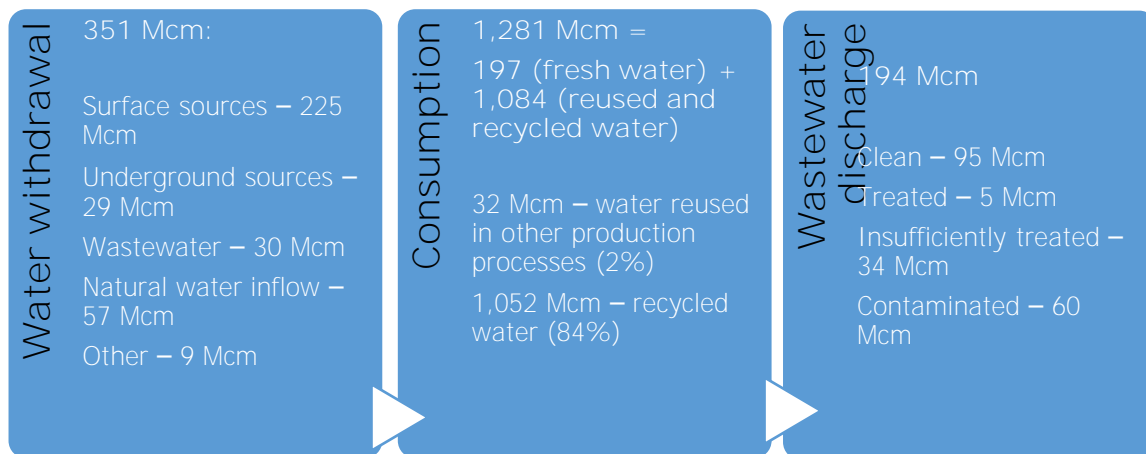 Water withdrawal
351 Mcm:
Surface sources – 225
Mcm
Underground sources –
29 Mcm
Wastewater – 30 Mcm
Natural water inflow –
57 Mcm
Other – 9 Mcm
Consumption
1,281 Mcm =
197 (fresh water) +
1,084 (reused and
recycled water)
32 Mcm – water reused
in other production
processes (2%)
1,052 Mcm – recycled
water (84%)
Wastewater
discharge
194 Mcm
Clean – 95 Mcm
Treated – 5 Mcm
Insufficiently treated –
34 Mcm
Contaminated – 60
Mcm